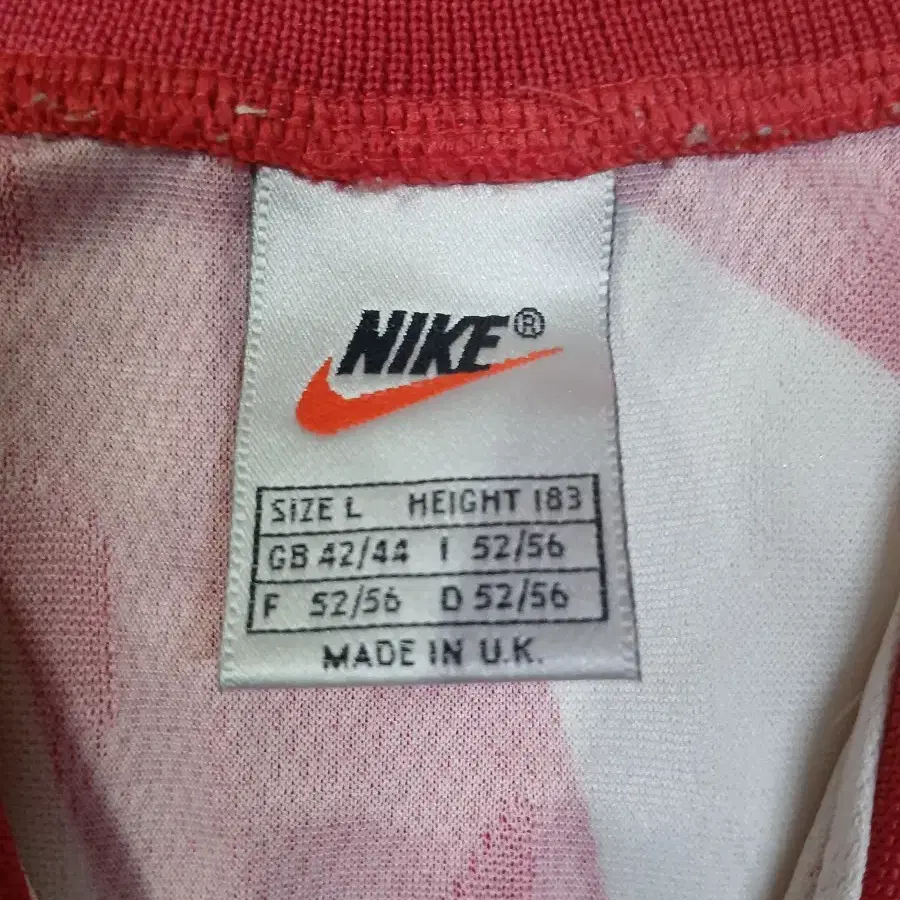 NIKE®
SIZE L HEIGHT 183
GB 42/44 I 52/56
F 52/56 D 52/56
MADE IN U.K.